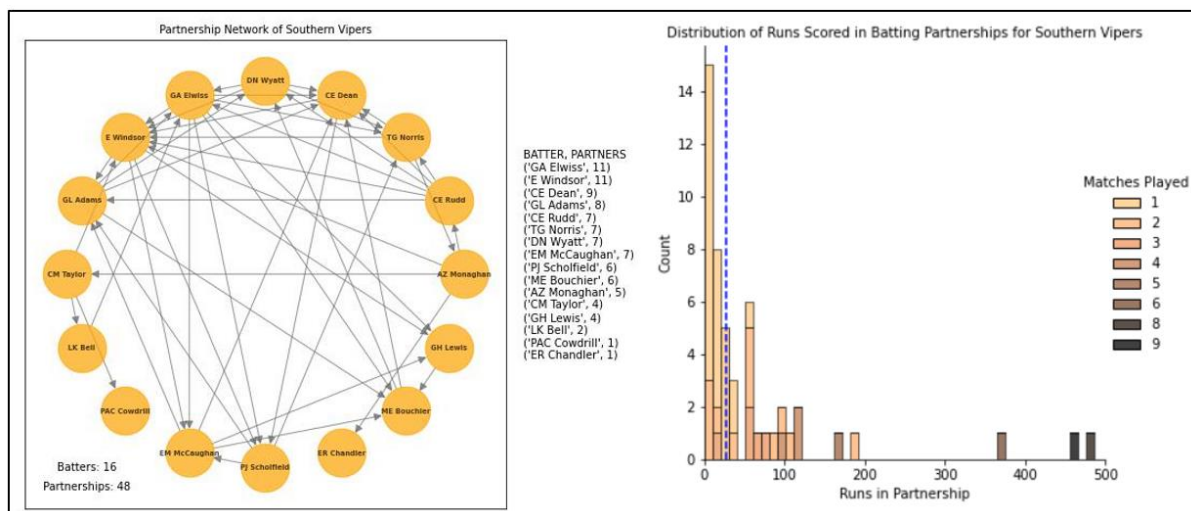 Partnership Network of Southern Vipers
DN Wyatt
GA Elwiss
CE Dean
E Windsor
TG Norris
GL Adams
CE Rudd
CM Taylor
AZ Monaghan
LK Bell
GH Lewis
PAC Cowdrill
ME Bouchier
EM McCaughan
PJ Scholfield
ER Chandler
Batters: 16
Partnerships: 48
BATTER, PARTNERS
('GA Elwiss', 11)
('E Windsor', 11)
('CE Dean', 9)
('GL Adams', 8)
('CE Rudd', 7)
('TG Norris', 7)
('DN Wyatt', 7)
('EM McCaughan', 7)
('PJ Scholfield', 6)
('ME Bouchier', 6)
('AZ Monaghan', 5)
('CM Taylor', 4)
('GH Lewis', 4)
('LK Bell', 2)
('PAC Cowdrill', 1)
('ER Chandler', 1)
Distribution of Runs Scored in Batting Partnerships for Southern Vipers
14
12
10
8
6
4
2
0
Count
0
100
200
300
400
500
Runs in Partnership
Matches Played
1
2
3
4
5
6
8
9